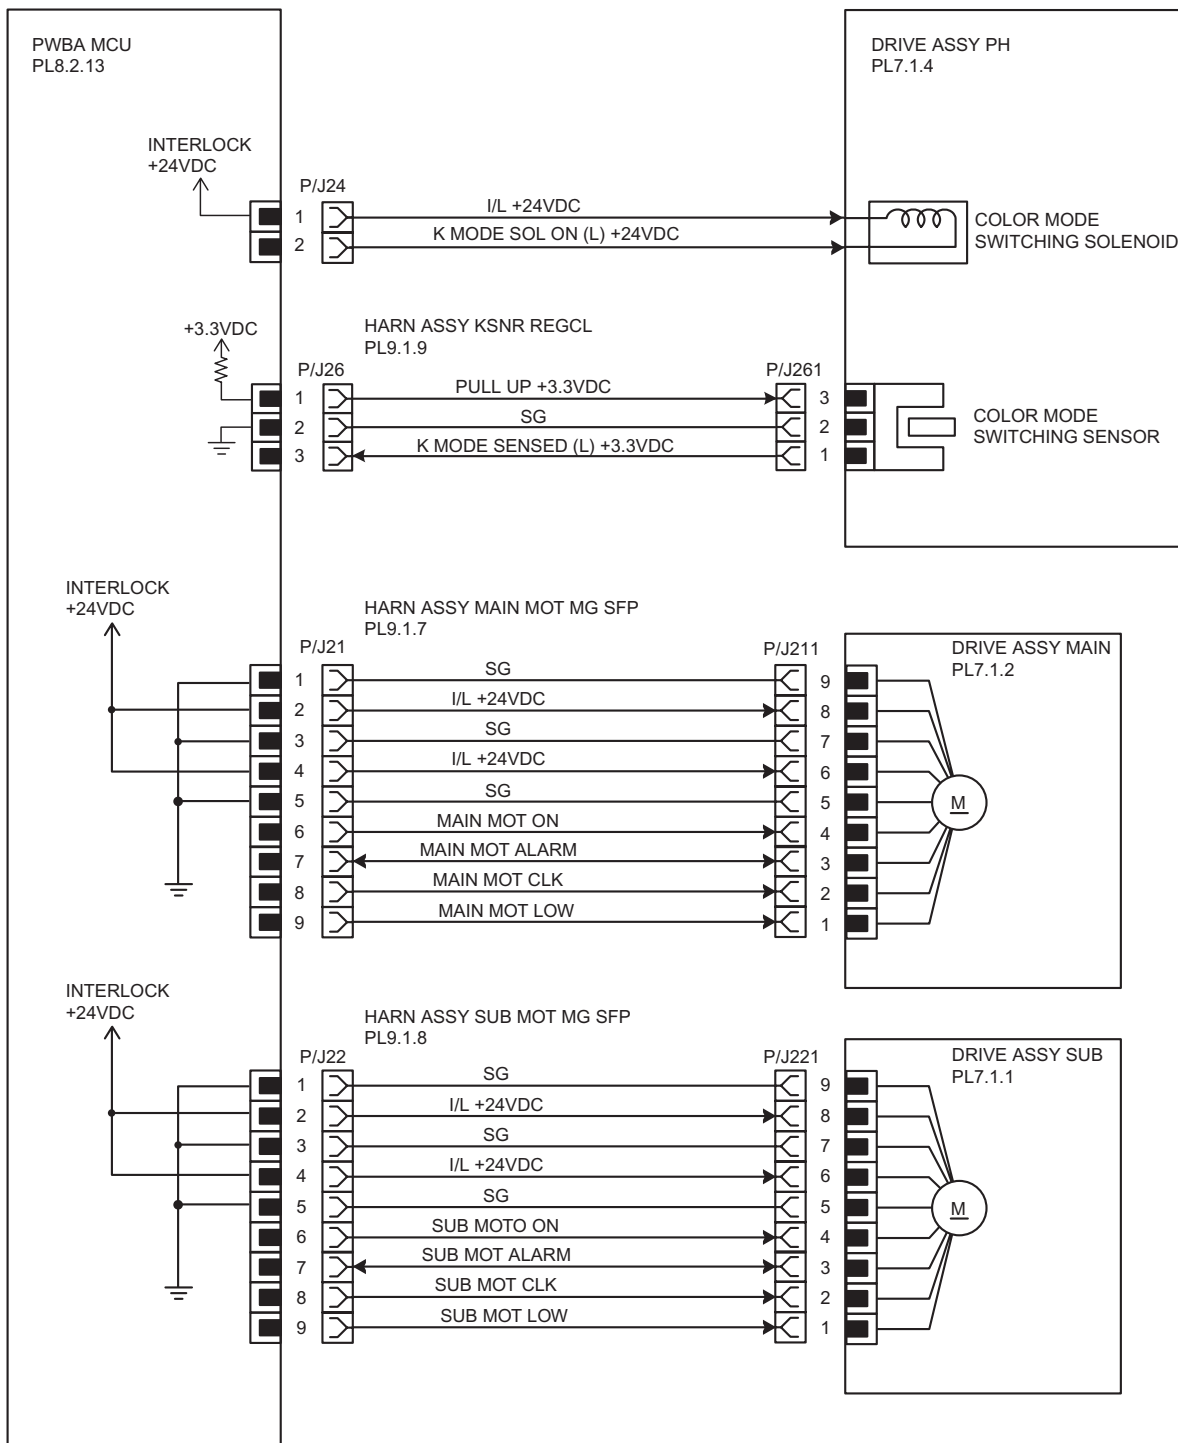 PWBA MCU
PL8.2.13
DRIVE ASSY PH
PL7.1.4
INTERLOCK
+24VDC
P/J24
1 I/L +24VDC
2 K MODE SOL ON (L) +24VDC
COLOR MODE
SWITCHING SOLENOID
+3.3VDC
HARN ASSY KSNR REGCL
PL9.1.9
P/J26 P/J261
1 PULL UP +3.3VDC 3
2 SG 2
3 K MODE SENSED (L) +3.3VDC 1
COLOR MODE
SWITCHING SENSOR
INTERLOCK
+24VDC
HARN ASSY MAIN MOT MG SFP
PL9.1.7
P/J21 P/J211
DRIVE ASSY MAIN
PL7.1.2
1 SG 9
2 I/L +24VDC 8
3 SG 7
4 I/L +24VDC 6
5 SG 5
M
6 MAIN MOT ON 4
7 MAIN MOT ALARM 3
8 MAIN MOT CLK 2
9 MAIN MOT LOW 1
INTERLOCK
+24VDC
HARN ASSY SUB MOT MG SFP
PL9.1.8
P/J22 P/J221
DRIVE ASSY SUB
PL7.1.1
1 SG 9
2 I/L +24VDC 8
3 SG 7
4 I/L +24VDC 6
5 SG 5
M
6 SUB MOTO ON 4
7 SUB MOT ALARM 3
8 SUB MOT CLK 2
9 SUB MOT LOW 1